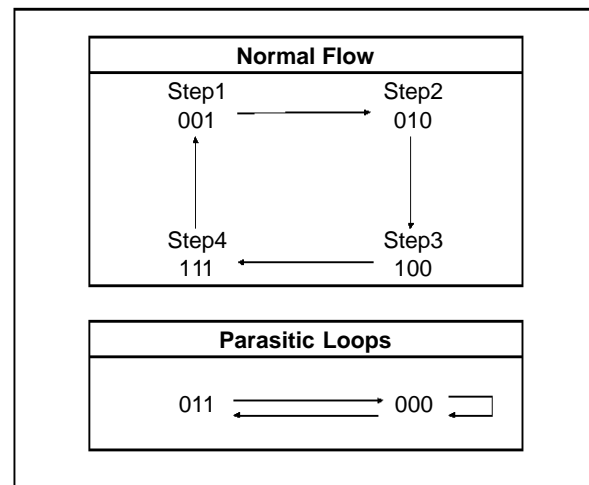 Normal Flow
Step1 Step2
001 010
Step4 Step3
111 100
Parasitic Loops
011 000